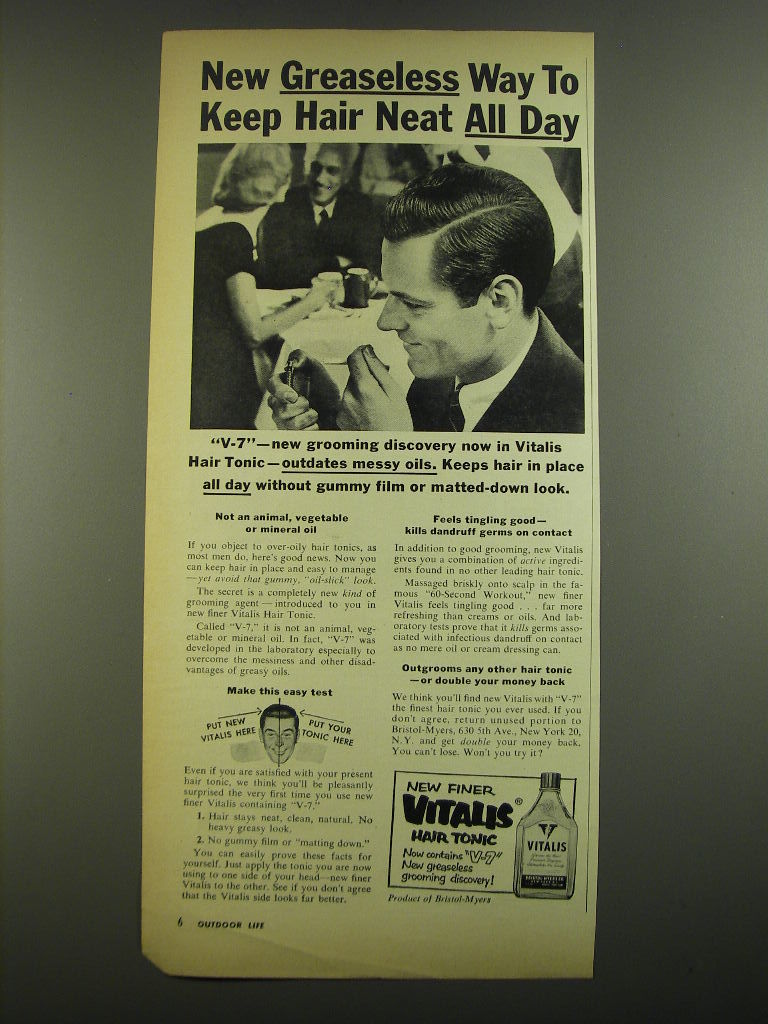 New Greaseless Way To
Keep Hair Neat All Day
"V-7"—new grooming discovery now in Vitalis
Hair Tonic—outdates messy oils. Keeps hair in place
all day without gummy film or matted-down look.
Not an animal, vegetable
or mineral oil
If you object to over-oily hair tonics, as
most men do, here's good news. Now you
can keep hair in place and easy to manage
—yet avoid that gummy, "oil-slick" look.
The secret is a completely new kind of
grooming agent—introduced to you in
new finer Vitalis Hair Tonic.
Called "V-7," it is not an animal, veg-
etable or mineral oil. In fact, "V-7" was
developed in the laboratory especially to
overcome the messiness and other disad-
vantages of greasy oils.
Make this easy test
PUT NEW
VITALIS HERE
PUT YOUR
TONIC HERE
Even if you are satisfied with your present
hair tonic, we think you'll be pleasantly
surprised the very first time you use new
finer Vitalis containing "V-7."
1. Hair stays neat, clean, natural. No
heavy greasy look.
2. No gummy film or "matting down."
You can easily prove these facts for
yourself. Just apply the tonic you are now
using to one side of your head—new finer
Vitalis to the other. See if you don't agree
that the Vitalis side looks far better.
Feels tingling good—
kills dandruff germs on contact
In addition to good grooming, new Vitalis
gives you a combination of active ingredi-
ents found in no other leading hair tonic.
Massaged briskly onto scalp in the fa-
mous "60-Second Workout," new finer
Vitalis feels tingling good . . . far more
refreshing than creams or oils. And lab-
oratory tests prove that it kills germs asso-
ciated with infectious dandruff on contact
as no mere oil or cream dressing can.
Outgrooms any other hair tonic
—or double your money back
We think you'll find new Vitalis with "V-7"
the finest hair tonic you ever used. If you
don't agree, return unused portion to
Bristol-Myers, 630 5th Ave., New York 20,
N.Y. and get double your money back.
You can't lose. Won't you try it?
NEW FINER
VITALIS®
HAIR TONIC
Now contains "V-7"
New greaseless
grooming discovery!
VITALIS
Product of Bristol-Myers
6 OUTDOOR LIFE